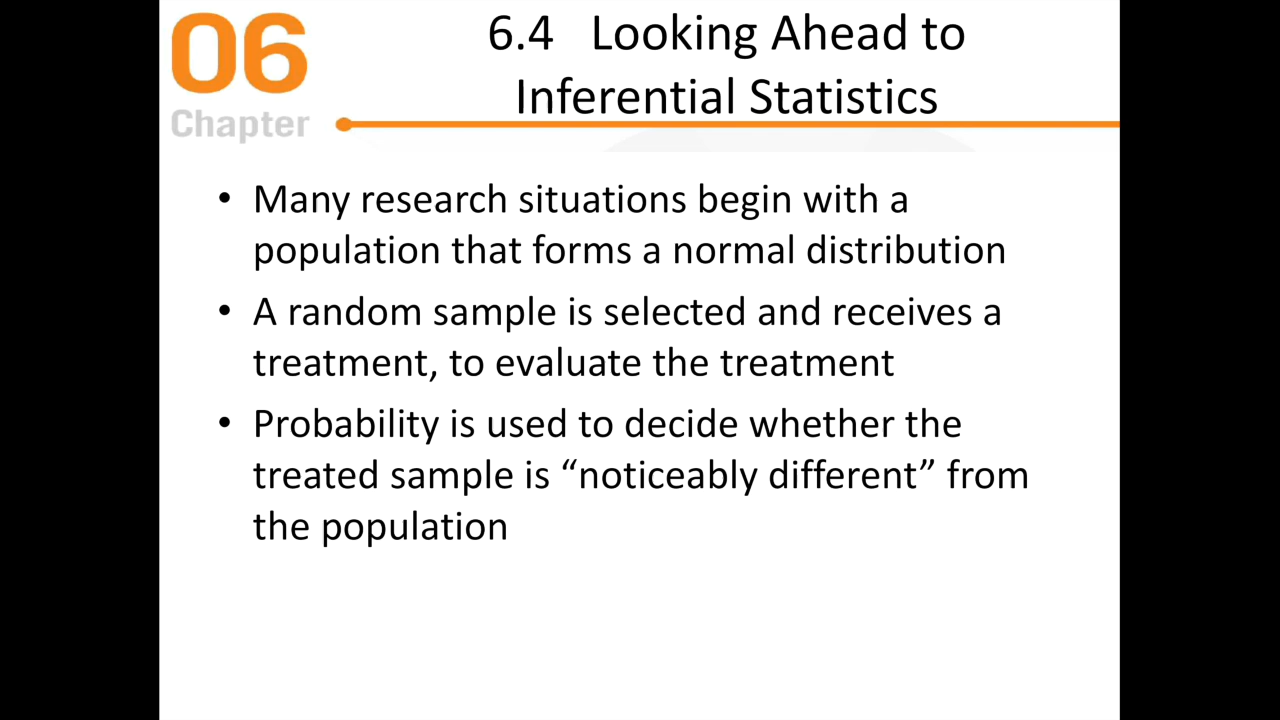 06
Chapter
6.4 Looking Ahead to
Inferential Statistics
• Many research situations begin with a
population that forms a normal distribution
• A random sample is selected and receives a
treatment, to evaluate the treatment
• Probability is used to decide whether the
treated sample is “noticeably different” from
the population